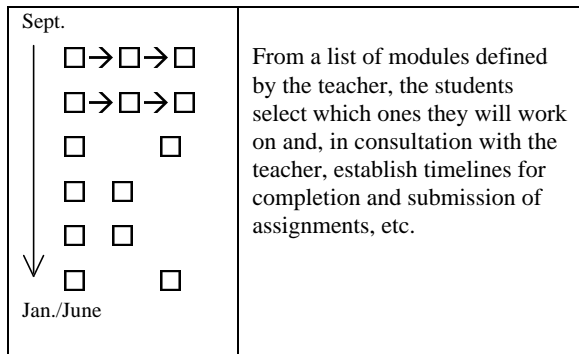 Sept.
From a list of modules defined
by the teacher, the students
select which ones they will work
on and, in consultation with the
teacher, establish timelines for
completion and submission of
assignments, etc.
Jan./June